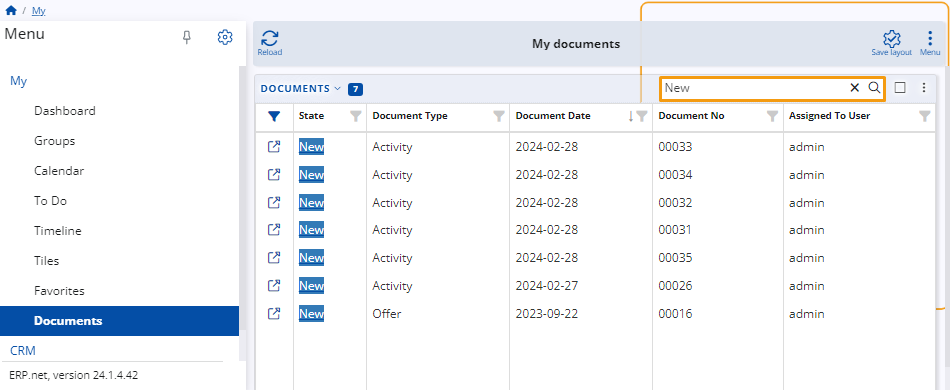 / My
Menu
My
Dashboard
Groups
Calendar
To Do
Timeline
Tiles
Favorites
Documents
CRM
ERP.net, version 24.1.4.42
Reload
My documents
Save layout
Menu
DOCUMENTS 7
New
State Document Type Document Date Document No Assigned To User
New Activity 2024-02-28 00033 admin
New Activity 2024-02-28 00034 admin
New Activity 2024-02-28 00032 admin
New Activity 2024-02-28 00031 admin
New Activity 2024-02-28 00035 admin
New Activity 2024-02-27 00026 admin
New Offer 2023-09-22 00016 admin